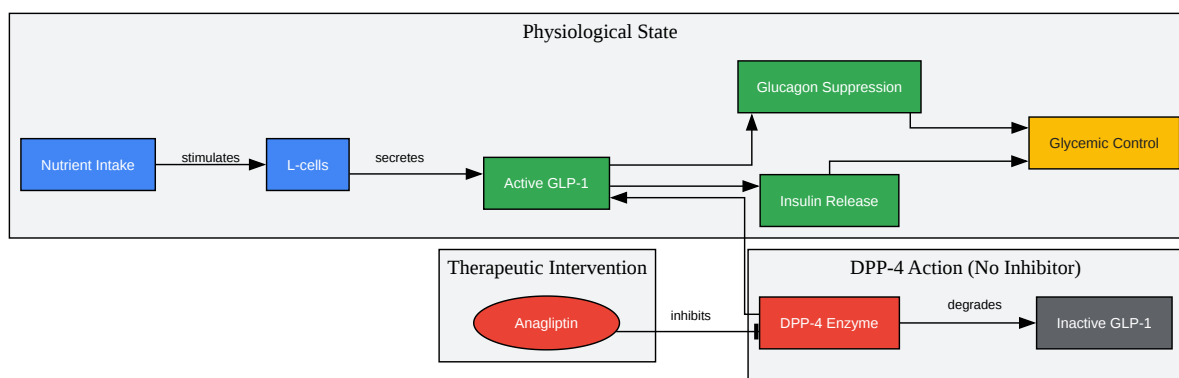 Physiological State
Glucagon Suppression
Nutrient Intake
stimulates
L-cells
secretes
Active GLP-1
Insulin Release
Glycemic Control
Therapeutic Intervention
Anagliptin
inhibits
DPP-4 Action (No Inhibitor)
DPP-4 Enzyme
degrades
Inactive GLP-1